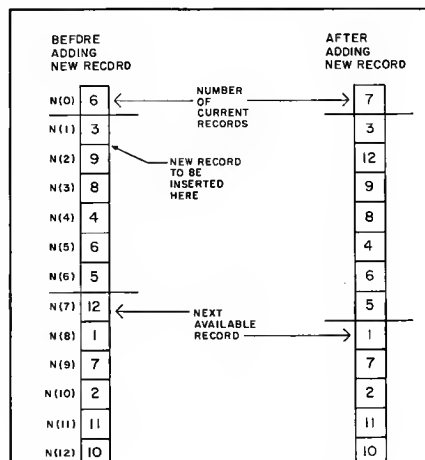 BEFORE
ADDING
NEW RECORD
AFTER
ADDING
NEW RECORD
N(0) 6
NUMBER
OF
CURRENT
RECORDS
7
N(1) 3
3
N(2) 9
NEW RECORD
TO BE
INSERTED
HERE
12
N(3) 8
9
N(4) 4
8
N(5) 6
4
N(6) 5
6
N(7) 12
NEXT
AVAILABLE
RECORD
5
N(8) 1
1
N(9) 7
7
N(10) 2
2
N(11) 11
11
N(12) 10
10